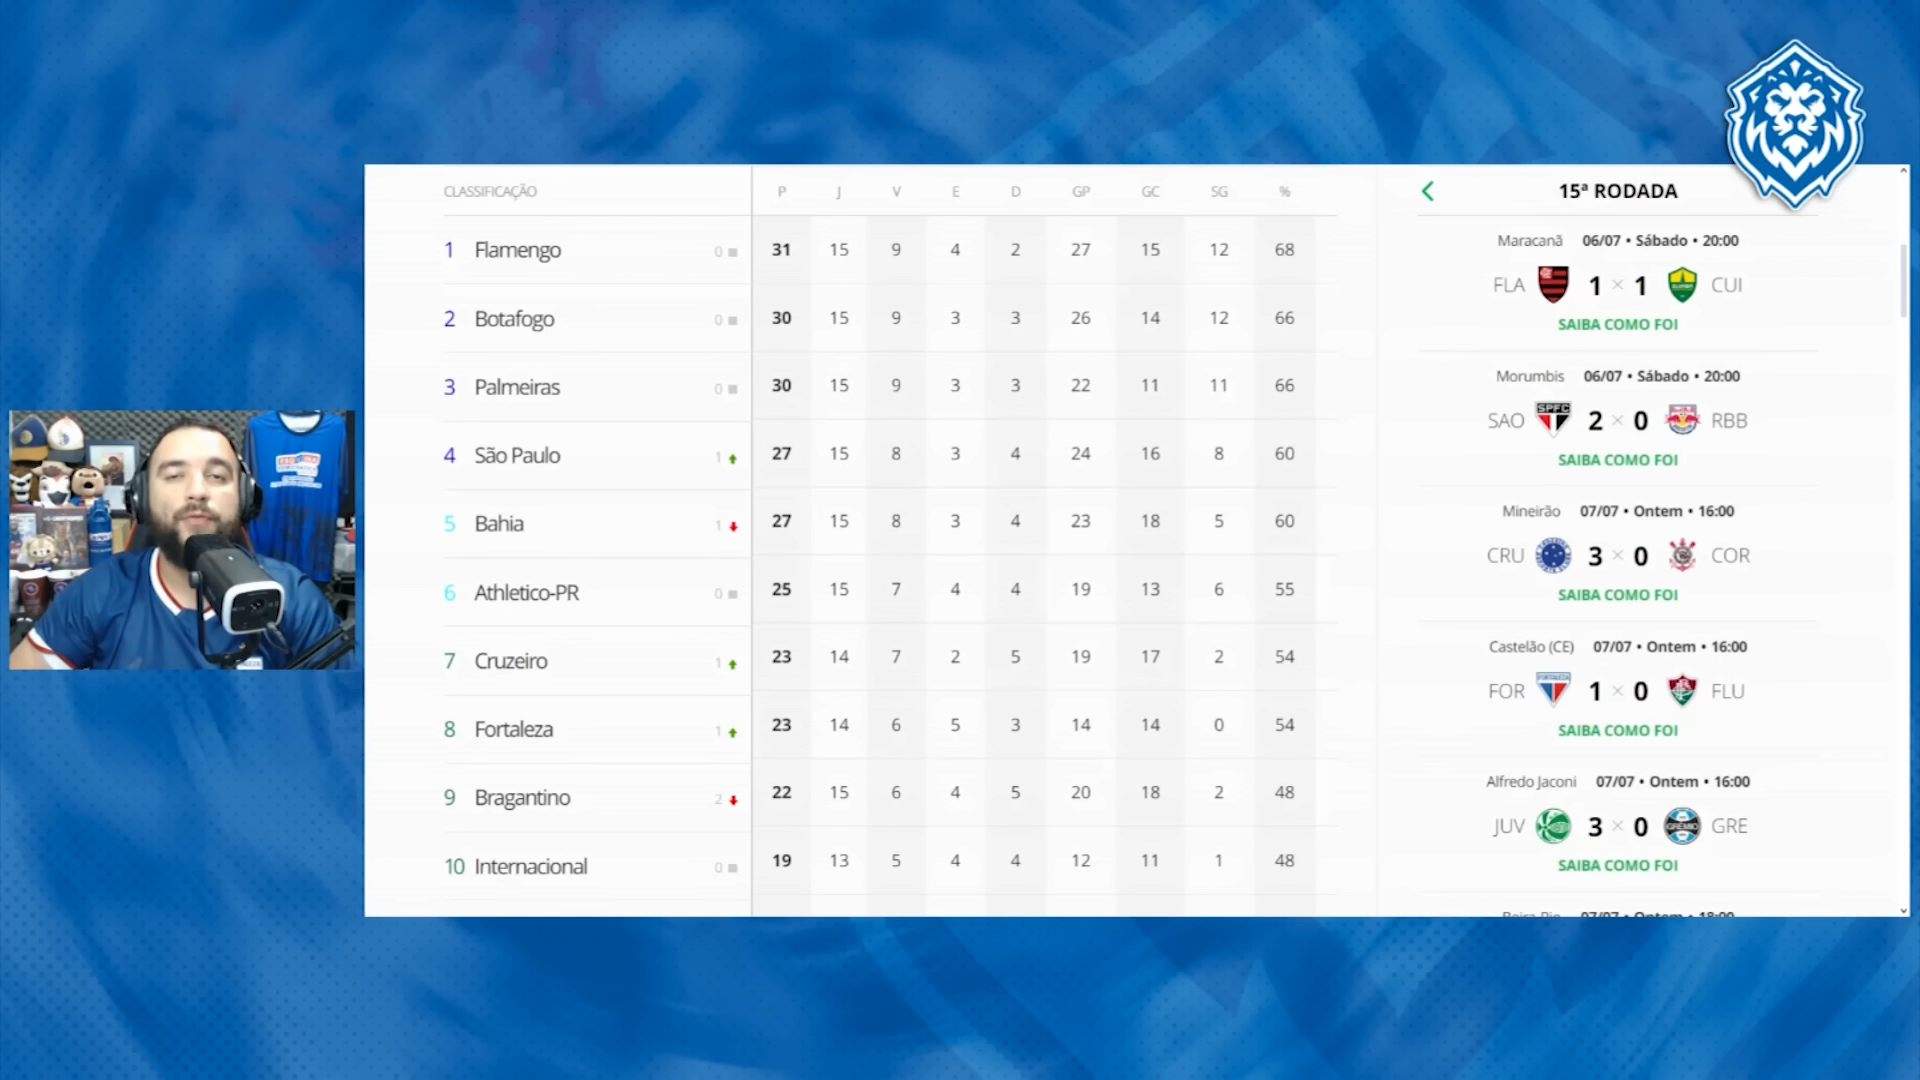 CLASSIFICAÇÃO P J V E D GP GC SG %
1 Flamengo 0 31 15 9 4 2 27 15 12 68
2 Botafogo 0 30 15 9 3 3 26 14 12 66
3 Palmeiras 0 30 15 9 3 3 22 11 11 66
4 São Paulo 1 27 15 8 3 4 24 16 8 60
5 Bahia 1 27 15 8 3 4 23 18 5 60
6 Athletico-PR 0 25 15 7 4 4 19 13 6 55
7 Cruzeiro 1 23 14 7 2 5 19 17 2 54
8 Fortaleza 1 23 14 6 5 3 14 14 0 54
9 Bragantino 2 22 15 6 4 5 20 18 2 48
10 Internacional 0 19 13 5 4 4 12 11 1 48
15ª RODADA
Maracanã 06/07 • Sábado • 20:00
FLA 1 × 1 CUI
SAIBA COMO FOI
Morumbis 06/07 • Sábado • 20:00
SAO SPFC 2 × 0 RBB
SAIBA COMO FOI
Mineirão 07/07 • Ontem • 16:00
CRU 3 × 0 COR
SAIBA COMO FOI
Castelão (CE) 07/07 • Ontem • 16:00
FOR FORTALEZA 1 × 0 FLU
SAIBA COMO FOI
Alfredo Jaconi 07/07 • Ontem • 16:00
JUV 3 × 0 GRÊMIO GRE
SAIBA COMO FOI
Beira-Rio 07/07 • Ontem • 18:00